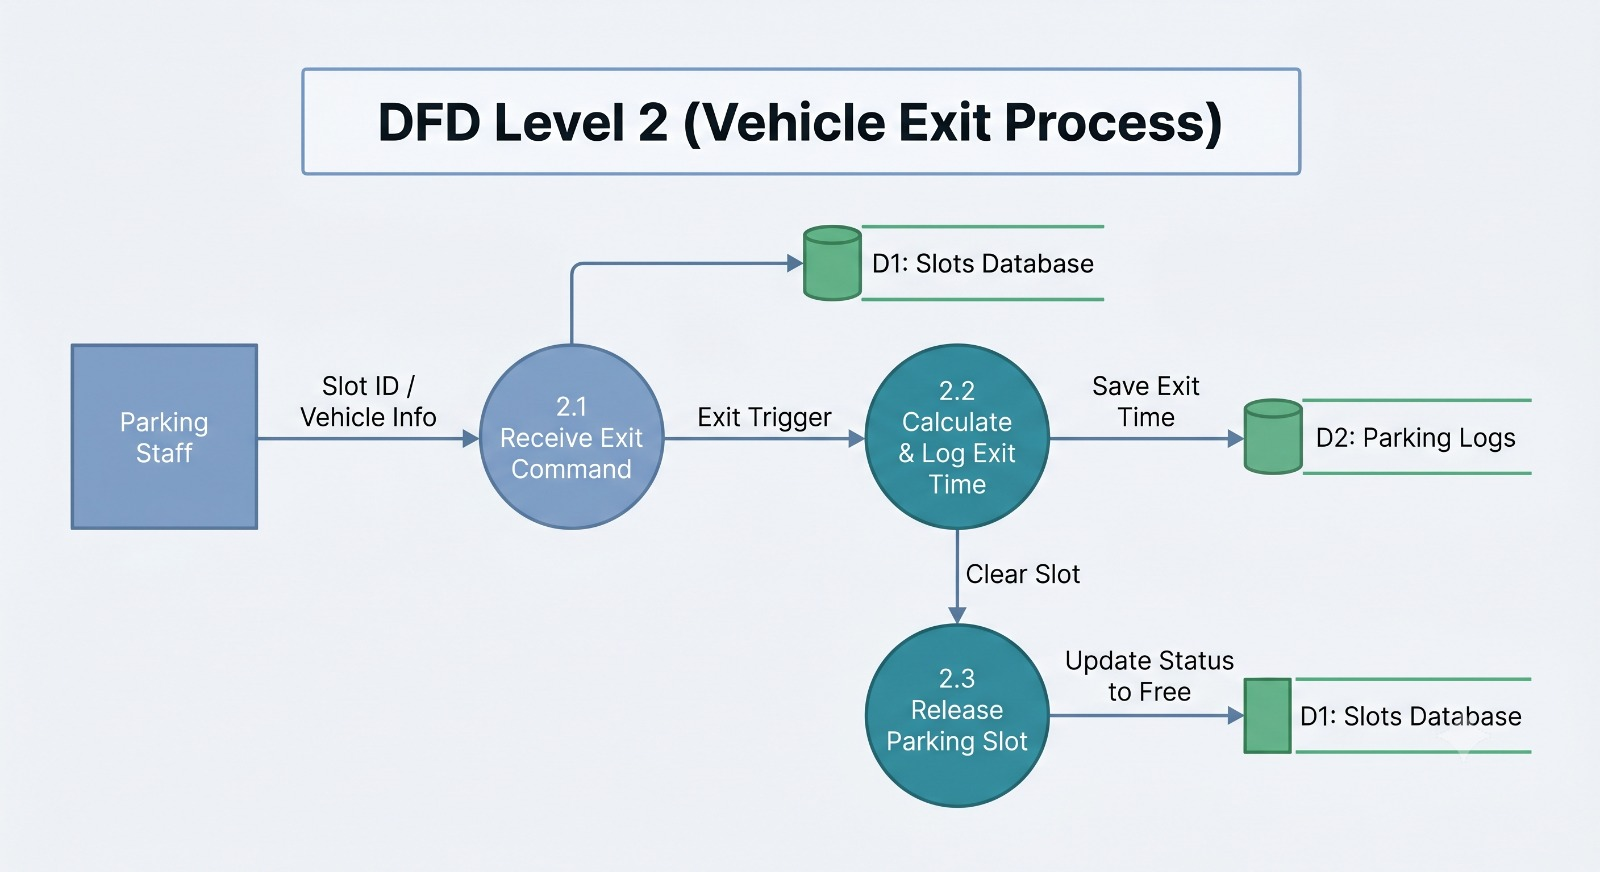 DFD Level 2 (Vehicle Exit Process)
D1: Slots Database
Parking
Staff
Slot ID /
Vehicle Info
2.1
Receive Exit
Command
Exit Trigger
2.2
Calculate
& Log Exit
Time
Save Exit
Time
D2: Parking Logs
Clear Slot
2.3
Release
Parking Slot
Update Status
to Free
D1: Slots Database